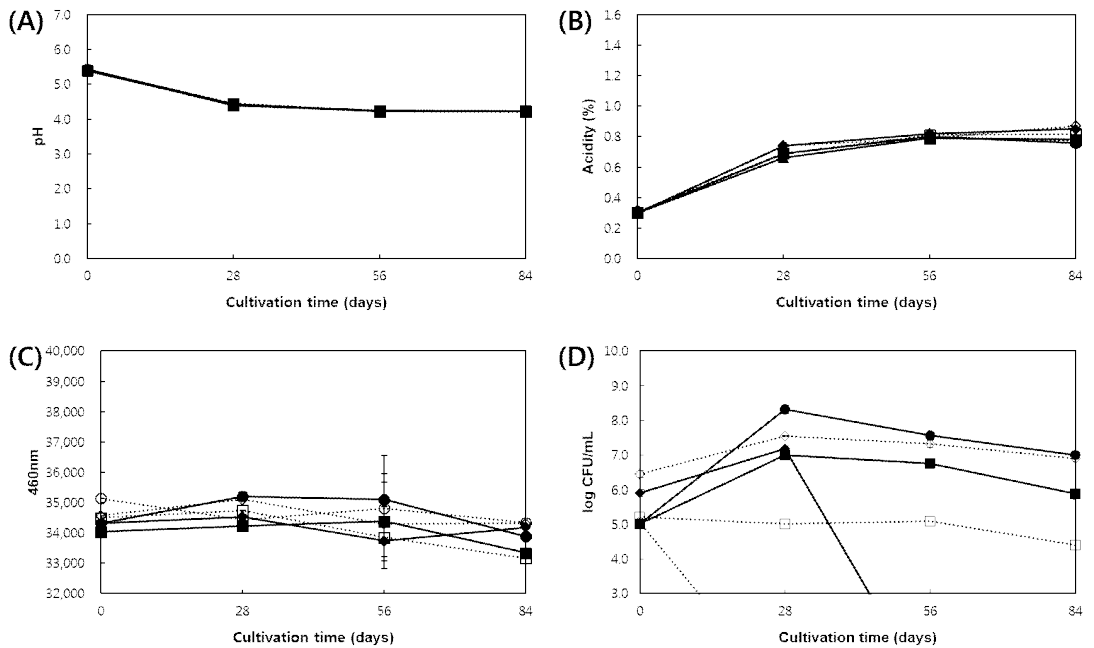 (A)
7.0
6.0
5.0
4.0
3.0
2.0
1.0
0.0
pH
0 28 56 84
Cultivation time (days)
(B)
1.6
1.4
1.2
1.0
0.8
0.6
0.4
0.2
0.0
Acidity (%)
0 28 56 84
Cultivation time (days)
(C)
40,000
39,000
38,000
37,000
36,000
35,000
34,000
33,000
32,000
460nm
0 28 56 84
Cultivation time (days)
(D)
10.0
9.0
8.0
7.0
6.0
5.0
4.0
3.0
log CFU/mL
0 28 56 84
Cultivation time (days)